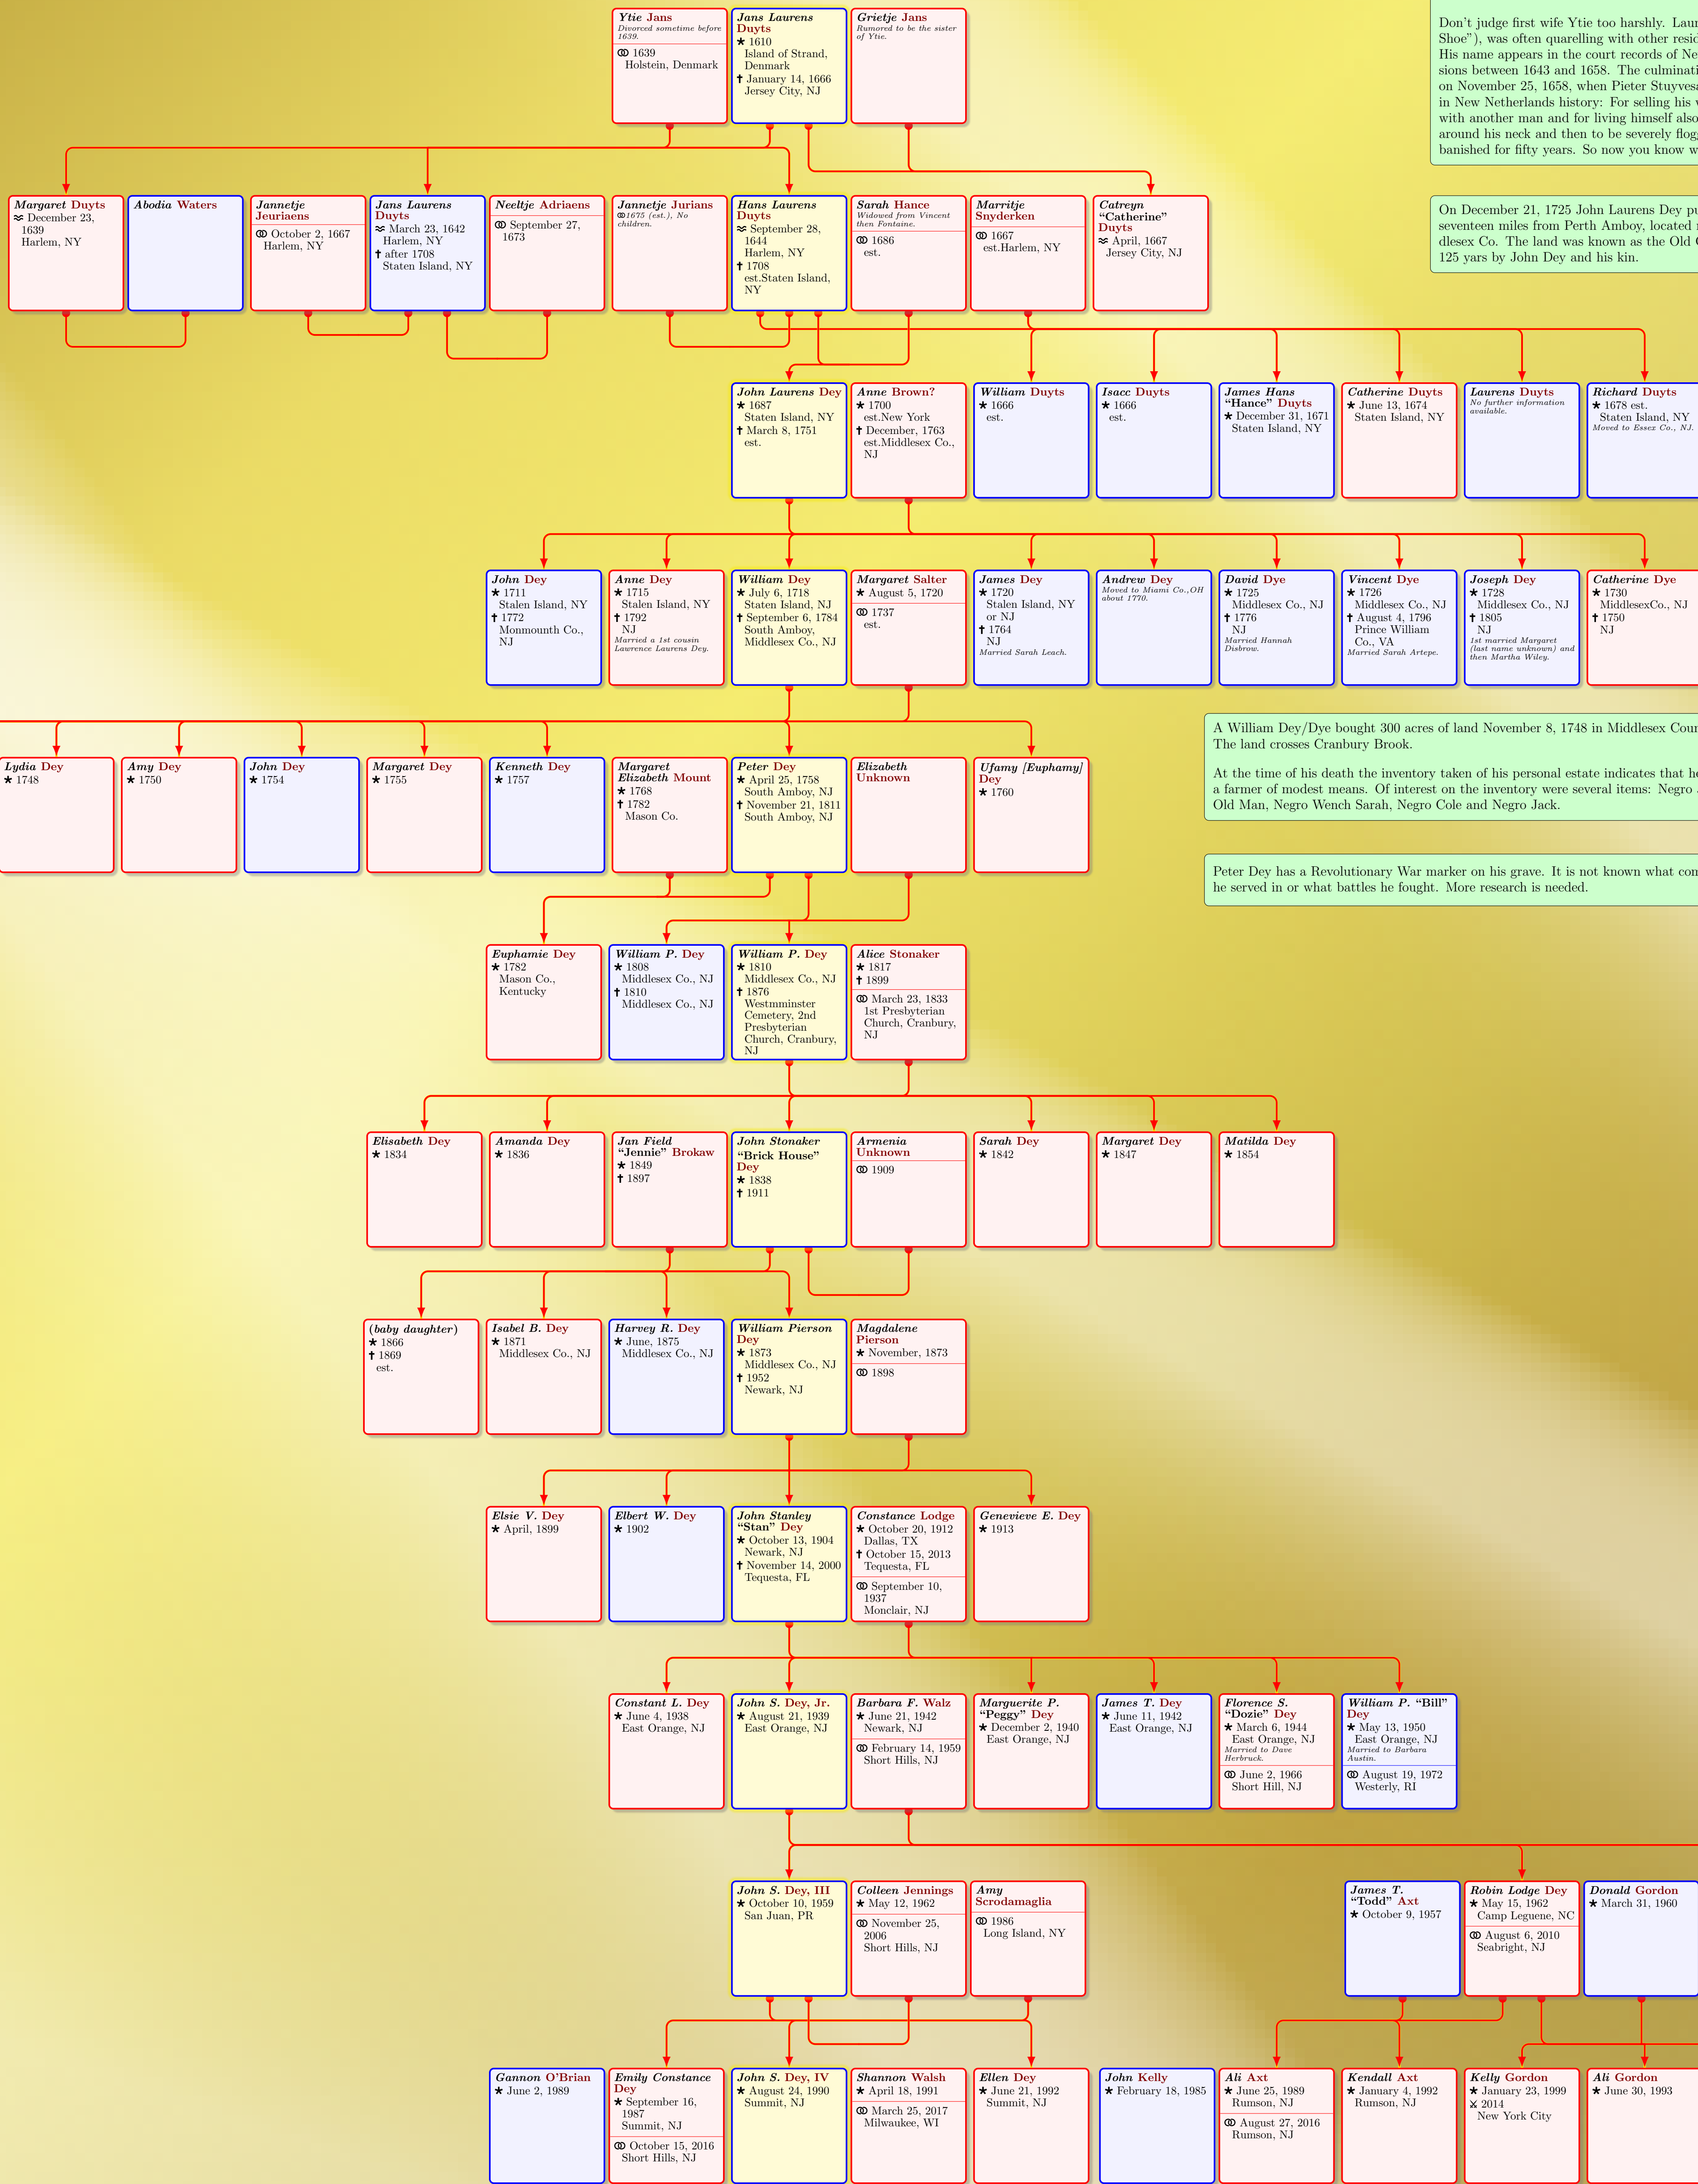 Ytie Jans
Divorced sometime before
1639.
1639
Holstein, Denmark
Jans Laurens
Duyts
1610
Island of Strand,
Denmark
January 14, 1666
Jersey City, NJ
Grietje Jans
Rumored to be the sister
of Ytie.
Don't judge first wife Ytie too harshly. Laur
Shoe”), was often quarelling with other resid
His name appears in the court records of Ne
sions between 1643 and 1658. The culminati
on November 25, 1658, when Pieter Stuyvesa
in New Netherlands history: For selling his w
with another man and for living himself also
around his neck and then to be severely flogg
banished for fifty years. So now you know w
Margaret Duyts
December 23,
1639
Harlem, NY
Abodia Waters
Jannetje
Jeuriaens
October 2, 1667
Harlem, NY
Jans Laurens
Duyts
March 23, 1642
Harlem, NY
after 1708
Staten Island, NY
Neeltje Adriaens
September 27,
1673
Jannetje Jurians
1675 (est.), No
children.
Hans Laurens
Duyts
September 28,
1644
Harlem, NY
1708
est.Staten Island,
NY
Sarah Hance
Widowed from Vincent
then Fontaine.
1686
est.
Marritje
Snyderken
1667
est.Harlem, NY
Catreyn
“Catherine”
Duyts
April, 1667
Jersey City, NJ
On December 21, 1725 John Laurens Dey pu
seventeen miles from Perth Amboy, located n
dlesex Co. The land was known as the Old C
125 yars by John Dey and his kin.
John Laurens Dey
1687
Staten Island, NY
March 8, 1751
est.
Anne Brown?
1700
est.New York
December, 1763
est.Middlesex Co.,
NJ
William Duyts
1666
est.
Isacc Duyts
1666
est.
James Hans
“Hance” Duyts
December 31, 1671
Staten Island, NY
Catherine Duyts
June 13, 1674
Staten Island, NY
Laurens Duyts
No further information
available.
Richard Duyts
1678 est.
Staten Island, NY
Moved to Essex Co., NJ.
John Dey
1711
Stalen Island, NY
1772
Monmounth Co.,
NJ
Anne Dey
1715
Stalen Island, NY
1792
NJ
Married a 1st cousin
Lawrence Laurens Dey.
William Dey
July 6, 1718
Staten Island, NJ
September 6, 1784
South Amboy,
Middlesex Co., NJ
Margaret Salter
August 5, 1720
1737
est.
James Dey
1720
Stalen Island, NY
or NJ
1764
NJ
Married Sarah Leach.
Andrew Dey
Moved to Miami Co.,OH
about 1770.
David Dye
1725
Middlesex Co., NJ
1776
NJ
Married Hannah
Disbrow.
Vincent Dye
1726
Middlesex Co., NJ
August 4, 1796
Prince William
Co., VA
Married Sarah Artepe.
Joseph Dey
1728
Middlesex Co., NJ
1805
NJ
1st married Margaret
(last name unknown) and
then Martha Wiley.
Catherine Dye
1730
MiddlesexCo., NJ
1750
NJ
A William Dey/Dye bought 300 acres of land November 8, 1748 in Middlesex Coun
The land crosses Cranbury Brook.
At the time of his death the inventory taken of his personal estate indicates that he
a farmer of modest means. Of interest on the inventory were several items: Negro
Old Man, Negro Wench Sarah, Negro Cole and Negro Jack.
Lydia Dey
1748
Amy Dey
1750
John Dey
1754
Margaret Dey
1755
Kenneth Dey
1757
Margaret
Elizabeth Mount
1768
1782
Mason Co.
Peter Dey
April 25, 1758
South Amboy, NJ
November 21, 1811
South Amboy, NJ
Elizabeth
Unknown
Ufamy [Euphamy]
Dey
1760
Peter Dey has a Revolutionary War marker on his grave. It is not known what com
he served in or what battles he fought. More research is needed.
Euphamie Dey
1782
Mason Co.,
Kentucky
William P. Dey
1808
Middlesex Co., NJ
1810
Middlesex Co., NJ
William P. Dey
1810
Middlesex Co., NJ
1876
Westmminster
Cemetery, 2nd
Presbyterian
Church, Cranbury,
NJ
Alice Stonaker
1817
1899
March 23, 1833
1st Presbyterian
Church, Cranbury,
NJ
Elisabeth Dey
1834
Amanda Dey
1836
Jan Field
“Jennie” Brokaw
1849
1897
John Stonaker
“Brick House”
Dey
1838
1911
Armenia
Unknown
1909
Sarah Dey
1842
Margaret Dey
1847
Matilda Dey
1854
(baby daughter)
1866
1869
est.
Isabel B. Dey
1871
Middlesex Co., NJ
Harvey R. Dey
June, 1875
Middlesex Co., NJ
William Pierson
Dey
1873
Middlesex Co., NJ
1952
Newark, NJ
Magdalene
Pierson
November, 1873
1898
Elsie V. Dey
April, 1899
Elbert W. Dey
1902
John Stanley
“Stan” Dey
October 13, 1904
Newark, NJ
November 14, 2000
Tequesta, FL
Constance Lodge
October 20, 1912
Dallas, TX
October 15, 2013
Tequesta, FL
September 10,
1937
Monclair, NJ
Genevieve E. Dey
1913
Constant L. Dey
June 4, 1938
East Orange, NJ
John S. Dey, Jr.
August 21, 1939
East Orange, NJ
Barbara F. Walz
June 21, 1942
Newark, NJ
February 14, 1959
Short Hills, NJ
Marguerite P.
“Peggy” Dey
December 2, 1940
East Orange, NJ
James T. Dey
June 11, 1942
East Orange, NJ
Florence S.
“Dozie” Dey
March 6, 1944
East Orange, NJ
Married to Dave
Herbruck.
June 2, 1966
Short Hill, NJ
William P. “Bill”
Dey
May 13, 1950
East Orange, NJ
Married to Barbara
Austin.
August 19, 1972
Westerly, RI
John S. Dey, III
October 10, 1959
San Juan, PR
Colleen Jennings
May 12, 1962
November 25,
2006
Short Hills, NJ
Amy
Scrodamaglia
1986
Long Island, NY
James T.
“Todd” Axt
October 9, 1957
Robin Lodge Dey
May 15, 1962
Camp Leguene, NC
August 6, 2010
Seabright, NJ
Donald Gordon
March 31, 1960
Gannon O'Brian
June 2, 1989
Emily Constance
Dey
September 16,
1987
Summit, NJ
October 15, 2016
Short Hills, NJ
John S. Dey, IV
August 24, 1990
Summit, NJ
Shannon Walsh
April 18, 1991
March 25, 2017
Milwaukee, WI
Ellen Dey
June 21, 1992
Summit, NJ
John Kelly
February 18, 1985
Ali Axt
June 25, 1989
Rumson, NJ
August 27, 2016
Rumson, NJ
Kendall Axt
January 4, 1992
Rumson, NJ
Kelly Gordon
January 23, 1999
2014
New York City
Ali Gordon
June 30, 1993